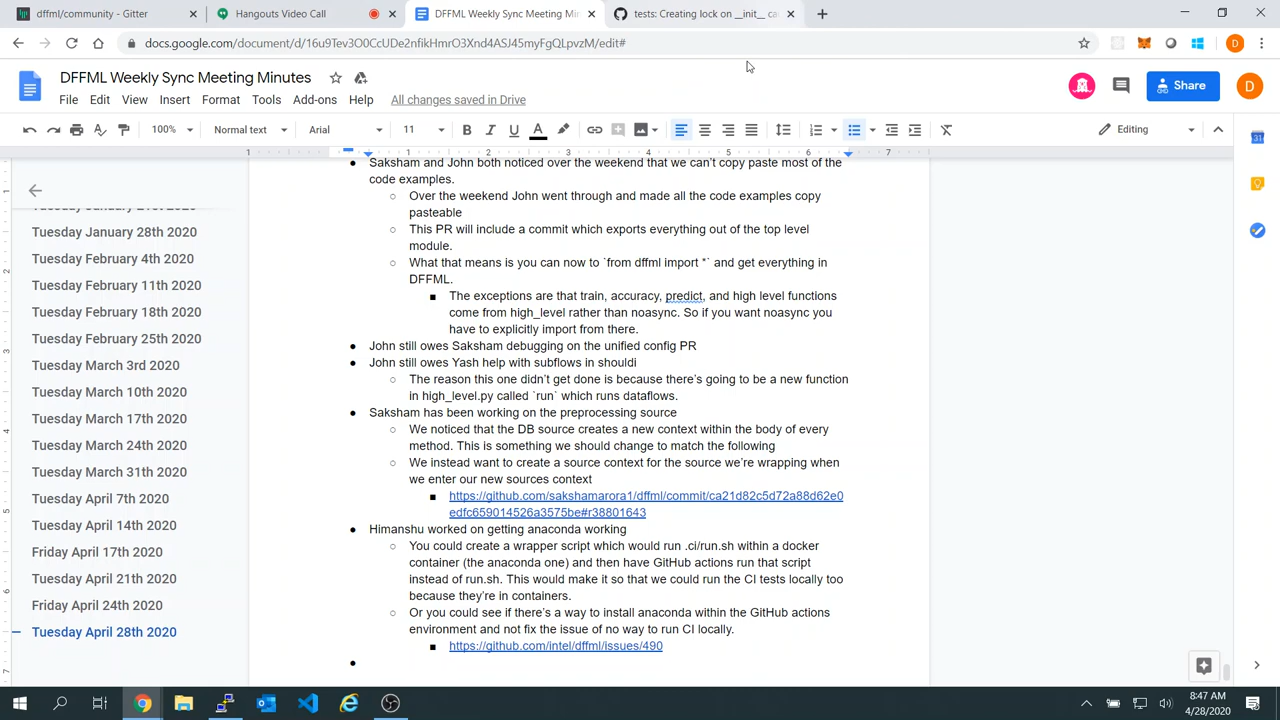 dffml/community - Gitter
Hangouts Video Call
DFFML Weekly Sync Meeting Min
tests: Creating lock on __init__ ca
docs.google.com/document/d/16u9Tev3O0CcUDe2nfikHmrO3Xnd4ASJ45myFgQLpvzM/edit#
D
DFFML Weekly Sync Meeting Minutes
Share
D
File Edit View Insert Format Tools Add-ons Help All changes saved in Drive
100% Normal text Arial 11 B I U A Editing
1 1 2 3 4 5 6 7
Tuesday January 28th 2020
Tuesday February 4th 2020
Tuesday February 11th 2020
Tuesday February 18th 2020
Tuesday February 25th 2020
Tuesday March 3rd 2020
Tuesday March 10th 2020
Tuesday March 17th 2020
Tuesday March 24th 2020
Tuesday March 31th 2020
Tuesday April 7th 2020
Tuesday April 14th 2020
Friday April 17th 2020
Tuesday April 21th 2020
Friday April 24th 2020
Tuesday April 28th 2020
Saksham and John both noticed over the weekend that we can't copy paste most of the
code examples.
Over the weekend John went through and made all the code examples copy
pasteable
This PR will include a commit which exports everything out of the top level
module.
What that means is you can now to `from dffml import *` and get everything in
DFFML.
The exceptions are that train, accuracy, predict, and high level functions
come from high_level rather than noasync. So if you want noasync you
have to explicitly import from there.
John still owes Saksham debugging on the unified config PR
John still owes Yash help with subflows in shouldi
The reason this one didn't get done is because there's going to be a new function
in high_level.py called `run` which runs dataflows.
Saksham has been working on the preprocessing source
We noticed that the DB source creates a new context within the body of every
method. This is something we should change to match the following
We instead want to create a source context for the source we're wrapping when
we enter our new sources context
https://github.com/sakshamarora1/dffml/commit/ca21d82c5d72a88d62e0
edfc659014526a3575be#r38801643
Himanshu worked on getting anaconda working
You could create a wrapper script which would run .ci/run.sh within a docker
container (the anaconda one) and then have GitHub actions run that script
instead of run.sh. This would make it so that we could run the CI tests locally too
because they're in containers.
Or you could see if there's a way to install anaconda within the GitHub actions
environment and not fix the issue of no way to run CI locally.
https://github.com/intel/dffml/issues/490
8:47 AM
4/28/2020